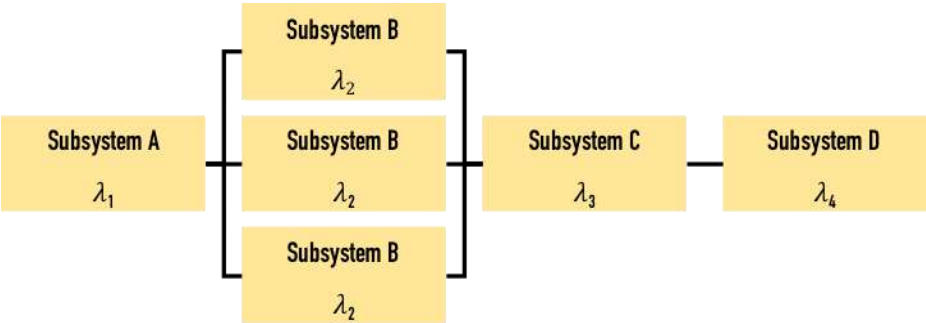 Subsystem B
λ₂
Subsystem A
λ₁
Subsystem B
λ₂
Subsystem C
λ₃
Subsystem D
λ₄
Subsystem B
λ₂